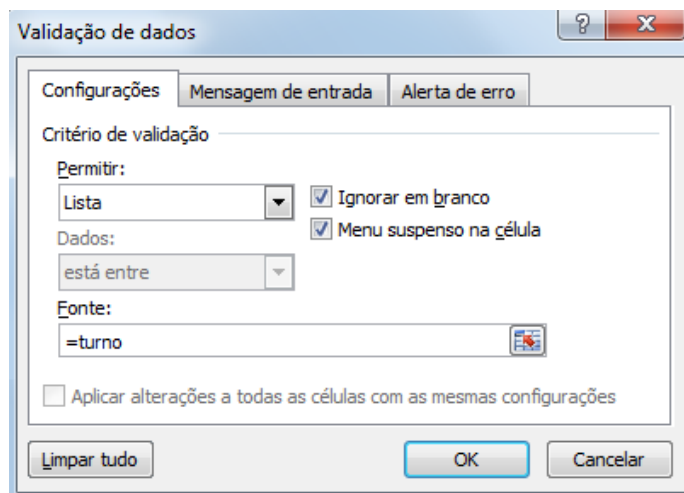 Validação de dados
Configurações Mensagem de entrada Alerta de erro
Critério de validação
Permitir:
Lista
Ignorar em branco
Menu suspenso na célula
Dados:
está entre
Fonte:
=turno
Aplicar alterações a todas as células com as mesmas configurações
Limpar tudo OK Cancelar